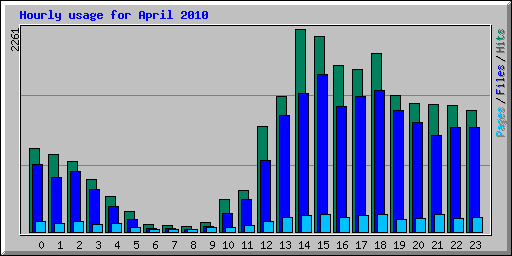 Hourly usage for April 2010
2261
Pages / Files / Hits
0 1 2 3 4 5 6 7 8 9 10 11 12 13 14 15 16 17 18 19 20 21 22 23